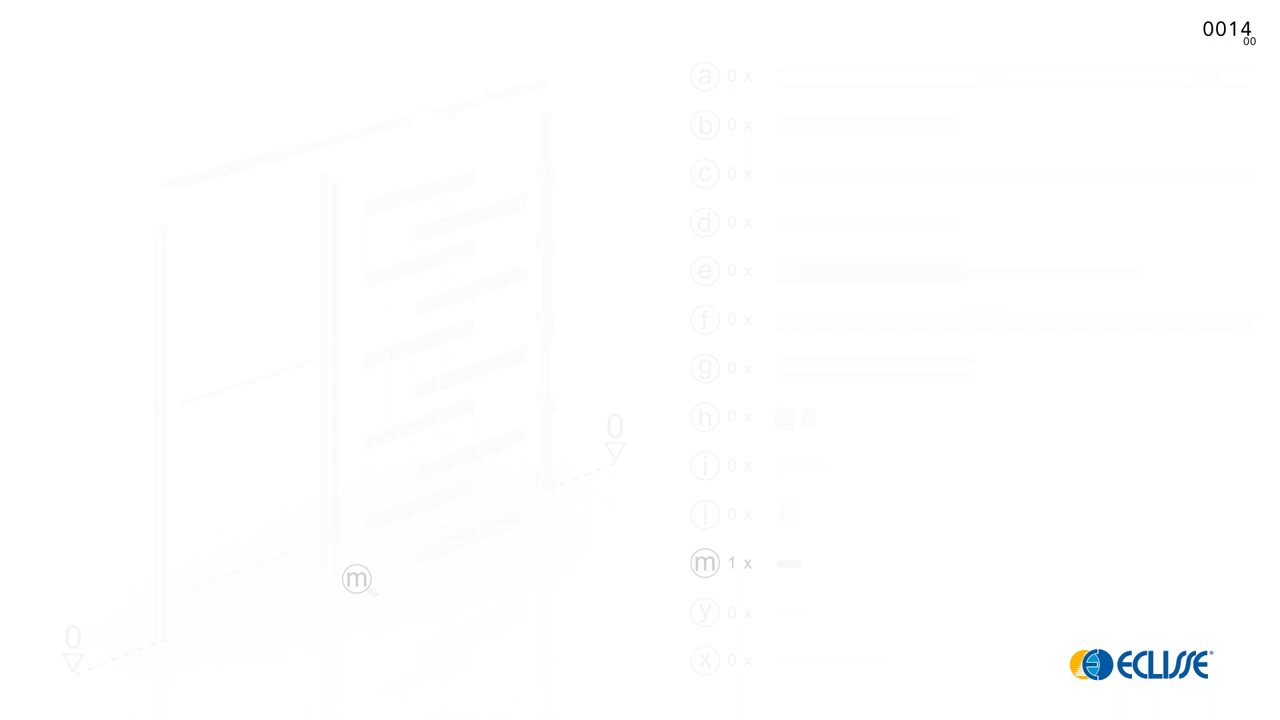 0014
00
a 0 x
b 0 x
c 0 x
d 0 x
e 0 x
f 0 x
g 0 x
h 0 x
i 0 x
l 0 x
m 1 x
y 0 x
x 0 x
0
m
0
ECLISSE®